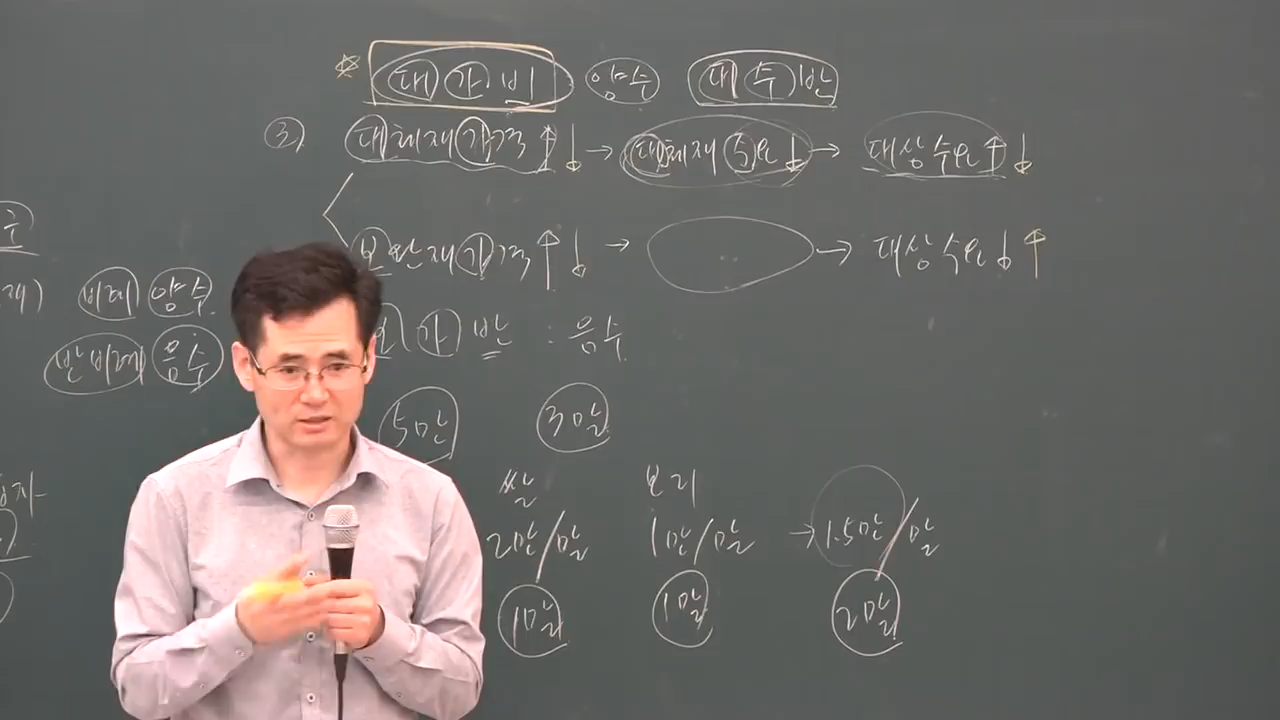 ☆ 대 가 비 양수 대 수 반
③ 대체재 가격 ↑↓ → 대체재 수요 ↓ → 대상수요 ↑↓
보완재 가격 ↑↓ → → 대상수요 ↓↑
가 반 : 음수
비례 양수
반비례 음수
5만 3만
쌀 보리
2만/말 1만/말 → 1.5만/말
1말 1말 2말